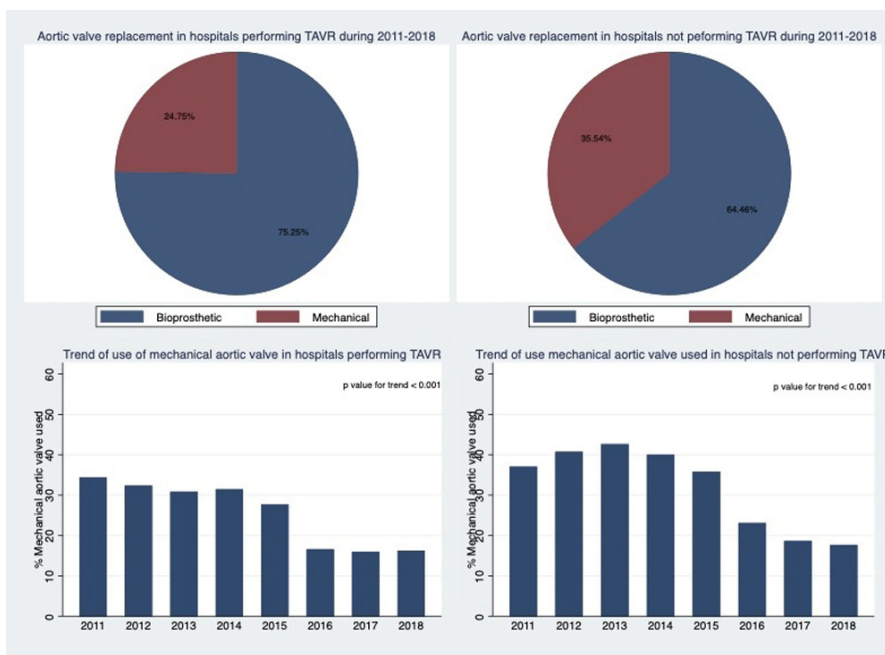 Aortic valve replacement in hospitals performing TAVR during 2011-2018
24.75%
75.25%
Bioprosthetic Mechanical
Aortic valve replacement in hospitals not peforming TAVR during 2011-2018
35.54%
64.46%
Bioprosthetic Mechanical
Trend of use of mechanical aortic valve in hospitals performing TAVR
p value for trend < 0.001
% Mechanical aortic valve used
60
50
40
30
20
10
0
2011 2012 2013 2014 2015 2016 2017 2018
Trend of use mechanical aortic valve used in hospitals not performing TAVR
p value for trend < 0.001
% Mechanical aortic valve used
60
50
40
30
20
10
0
2011 2012 2013 2014 2015 2016 2017 2018